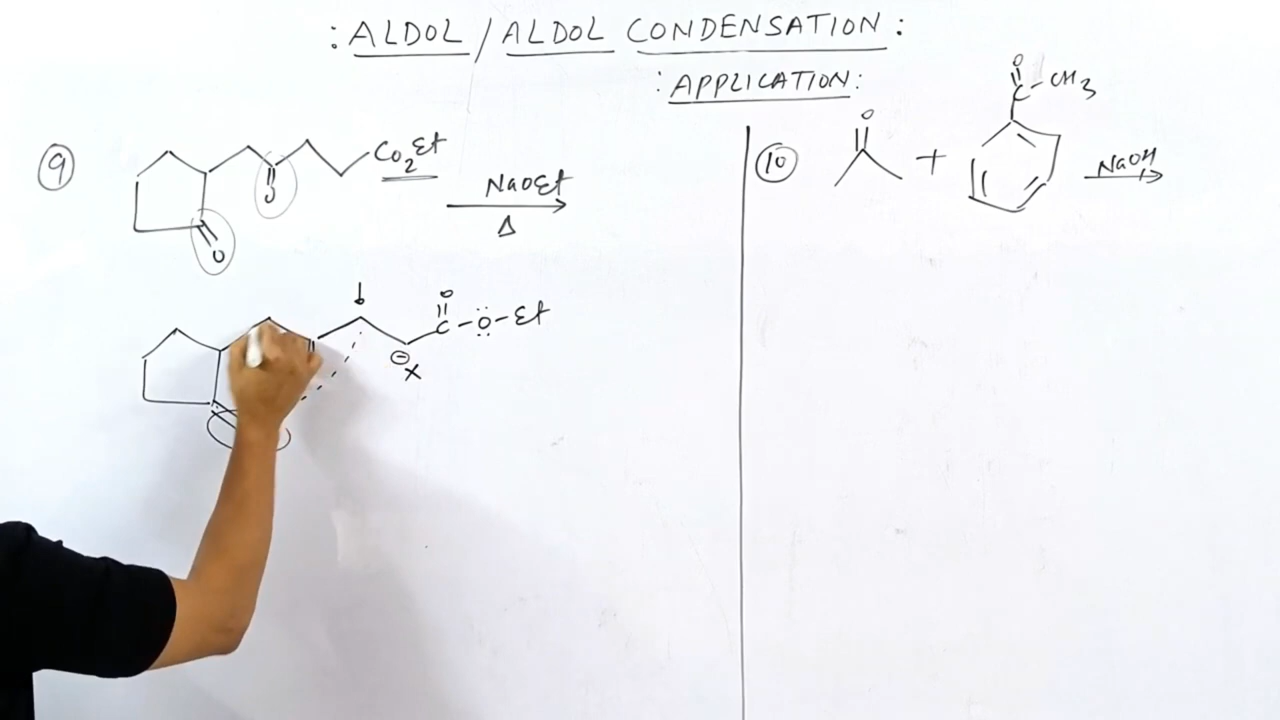 : ALDOL / ALDOL CONDENSATION :
: APPLICATION :
9
CO2Et
O
O
NaOEt
Δ
O
C - O - Et
⊖
x
10
O
+
O
C - CH3
NaOH